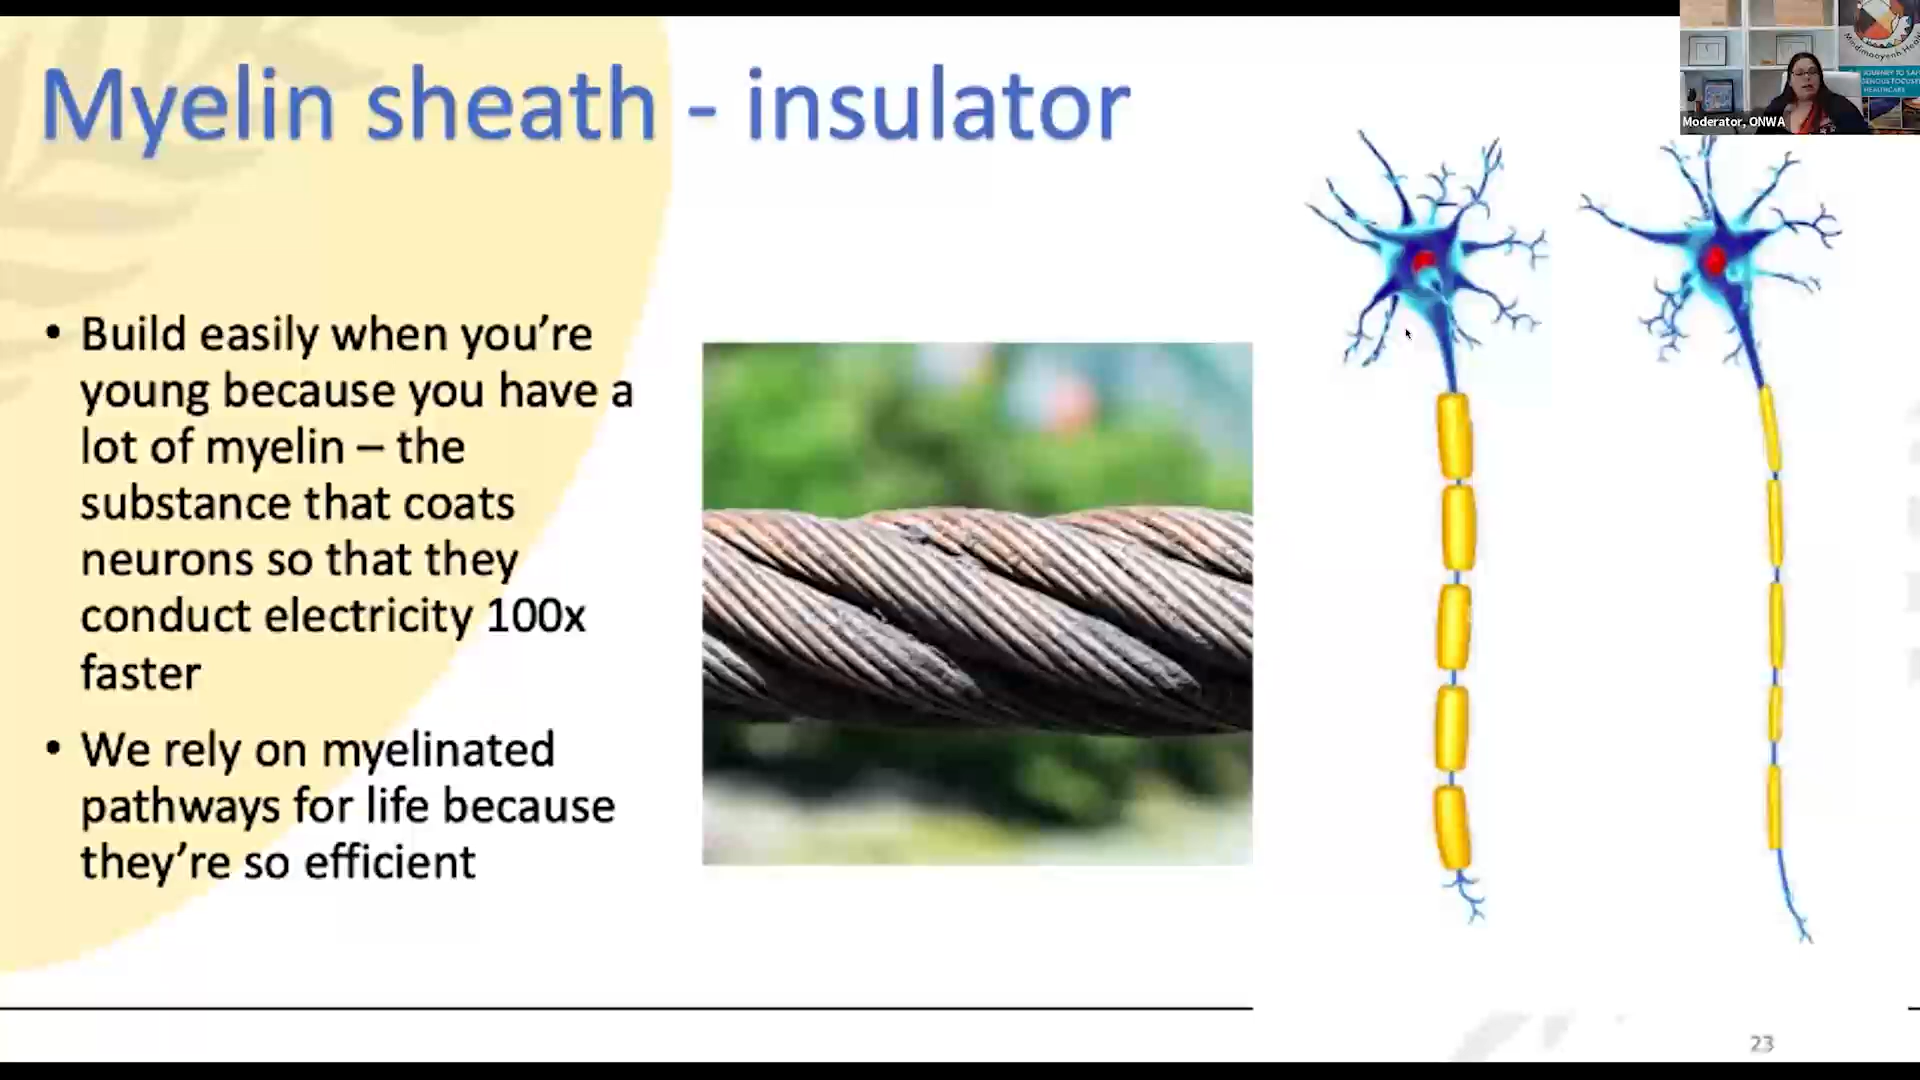 Myelin sheath - insulator
Moderator, ONWA
• Build easily when you’re
young because you have a
lot of myelin – the
substance that coats
neurons so that they
conduct electricity 100x
faster
• We rely on myelinated
pathways for life because
they’re so efficient
23